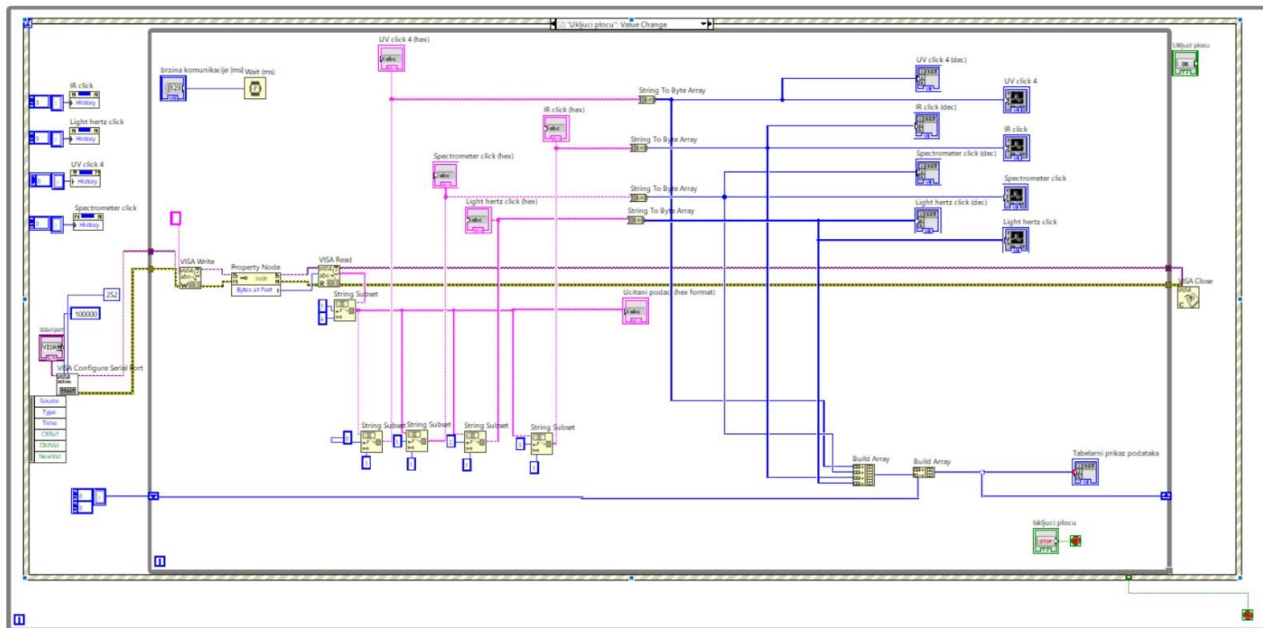 [2] "Ukljuci plocu": Value Change
UV click 4 (hex)
Ukljuci plocu
brzina komunikacije [ms]
Wait (ms)
UV click 4 (dec)
UV click 4
IR click
History
String To Byte Array
IR click (hex)
IR click (dec)
Light hertz click
History
String To Byte Array
IR click
Spectrometer click (hex)
Spectrometer click (dec)
UV click 4
History
String To Byte Array
Spectrometer click
Light hertz click (hex)
Light hertz click (dec)
Spectrometer click
History
String To Byte Array
Light hertz click
VISA Write
Property Node
Instr
Bytes at Port
VISA Read
VISA Close
String Subset
Ucitani podaci (hex format)
252
100000
VISA Configure Serial Port
Source
Type
Time
CtlRef
OldVal
NewVal
String Subset
String Subset
String Subset
String Subset
Build Array
Build Array
Tabelarni prikaz podataka
Iskljuci plocu
STOP